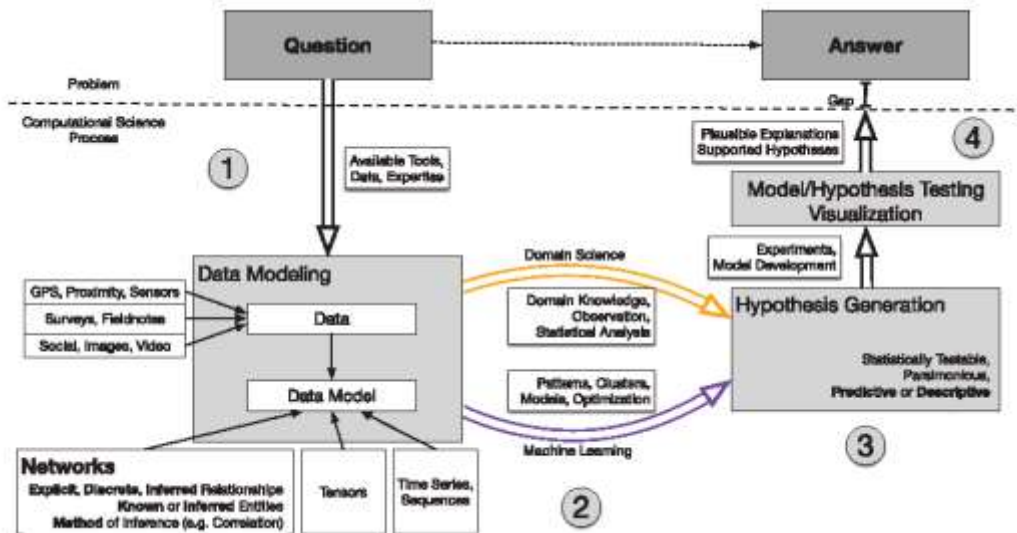 Question
Answer
Problem
Gap
Computational Science
Process
1
Available Tools,
Data, Expertise
Plausible Explanations
Supported Hypotheses
4
Model/Hypothesis Testing
Visualization
Experiments,
Model Development
Data Modeling
GPS, Proximity, Sensors
Surveys, Fieldnotes
Social, Images, Video
Data
Data Model
Domain Science
Domain Knowledge,
Observation,
Statistical Analysis
Patterns, Clusters,
Models, Optimization
Machine Learning
Hypothesis Generation
Statistically Testable,
Parsimonious,
Predictive or Descriptive
3
Networks
Explicit, Discrete, Inferred Relationships
Known or Inferred Entities
Method of Inference (e.g. Correlation)
Tensors
Time Series,
Sequences
2